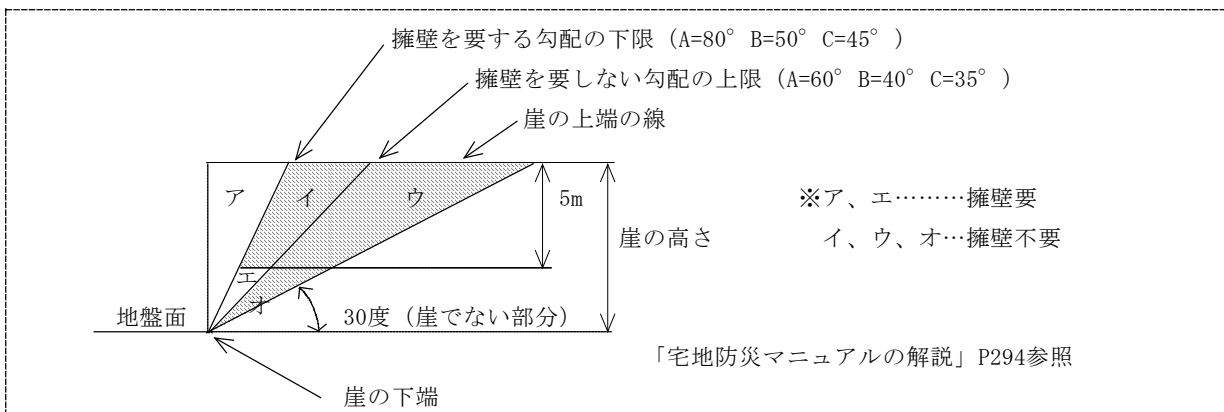 擁壁を要する勾配の下限（A=80° B=50° C=45°）
擁壁を要しない勾配の上限（A=60° B=40° C=35°）
崖の上端の線
ア
イ
ウ
5m
※ア、エ………擁壁要
崖の高さ
イ、ウ、オ…擁壁不要
エ
オ
地盤面
30度（崖でない部分）
「宅地防災マニュアルの解説」P294参照
崖の下端